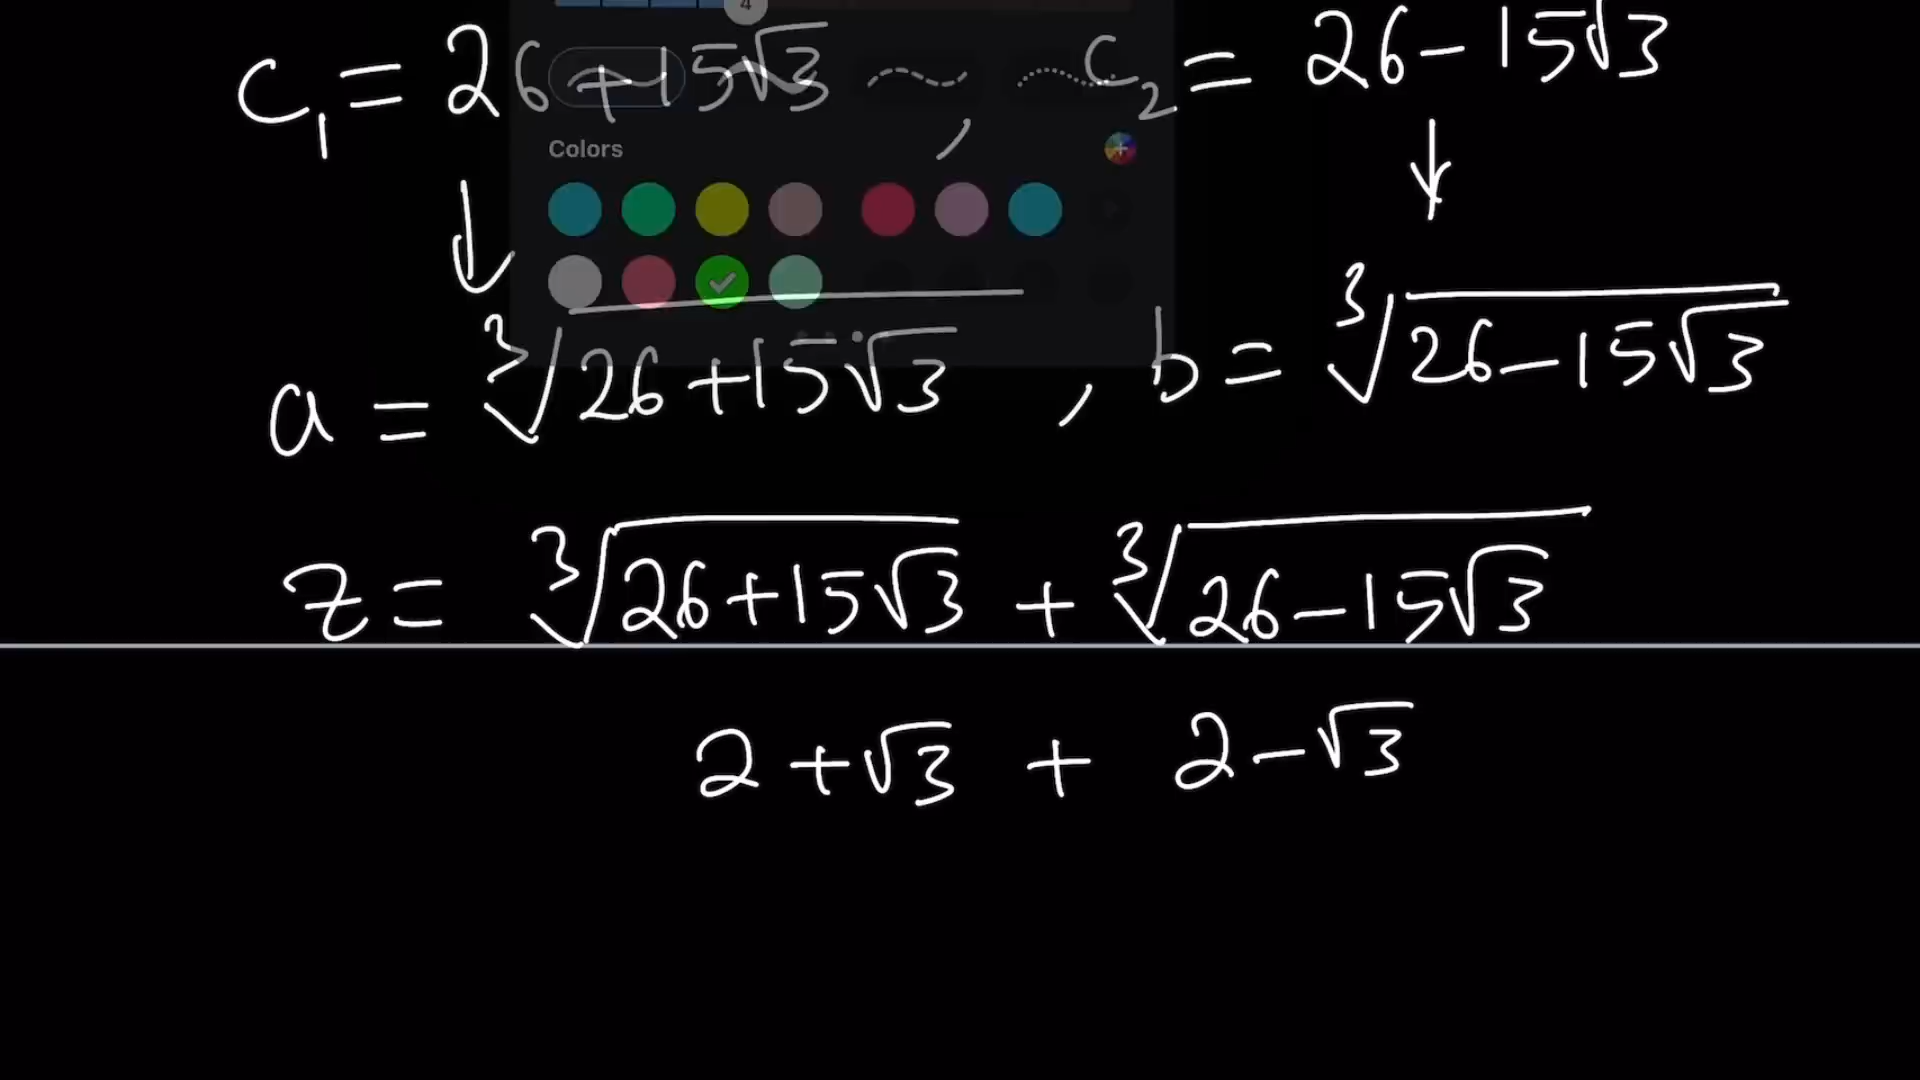 4
c₁ = 26 + 15√3 , c₂ = 26 - 15√3
Colors
a = ∛(26 + 15√3) , b = ∛(26 - 15√3)
z = ∛(26 + 15√3) + ∛(26 - 15√3)
2 + √3 + 2 - √3